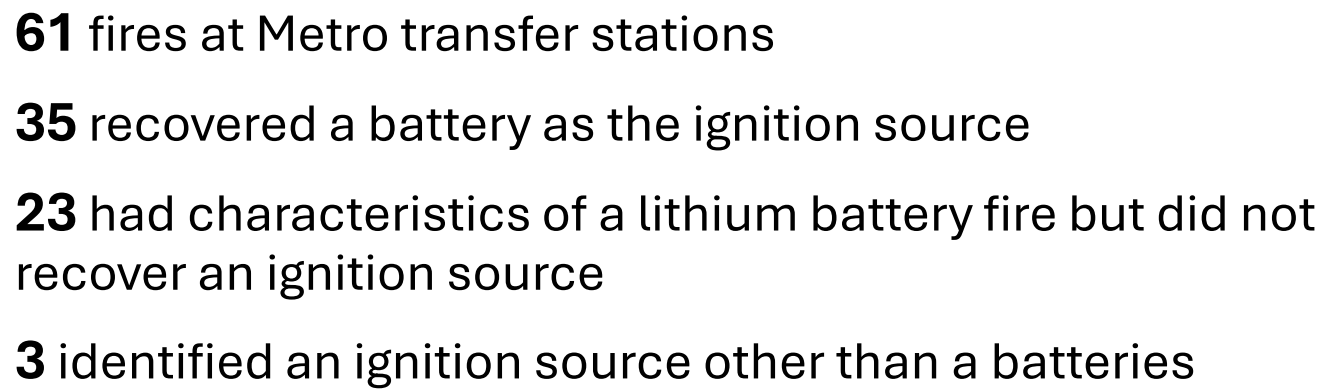 61 fires at Metro transfer stations
35 recovered a battery as the ignition source
23 had characteristics of a lithium battery fire but did not
recover an ignition source
3 identified an ignition source other than a batteries